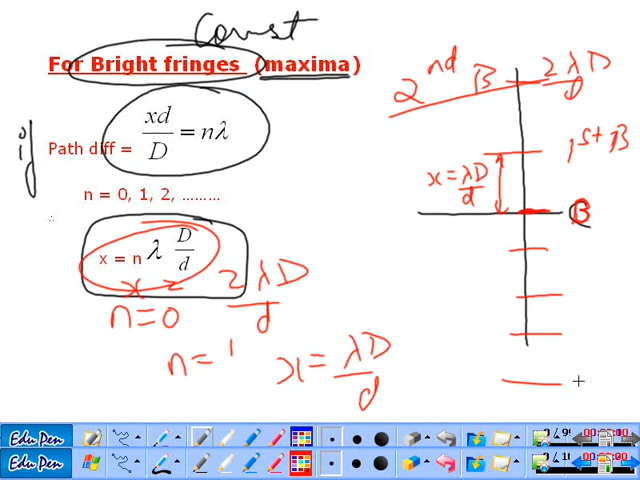 Const
For Bright fringes (maxima)
if
Path diff = xd/D = nλ
n = 0, 1, 2, ………
∴
x = n λ D/d
x = 2λD/d
n = 0
n = 1 x = λD/d
2nd B 2λD/d
1st B
x = λD/d
B
Edu Pen
Edu Pen